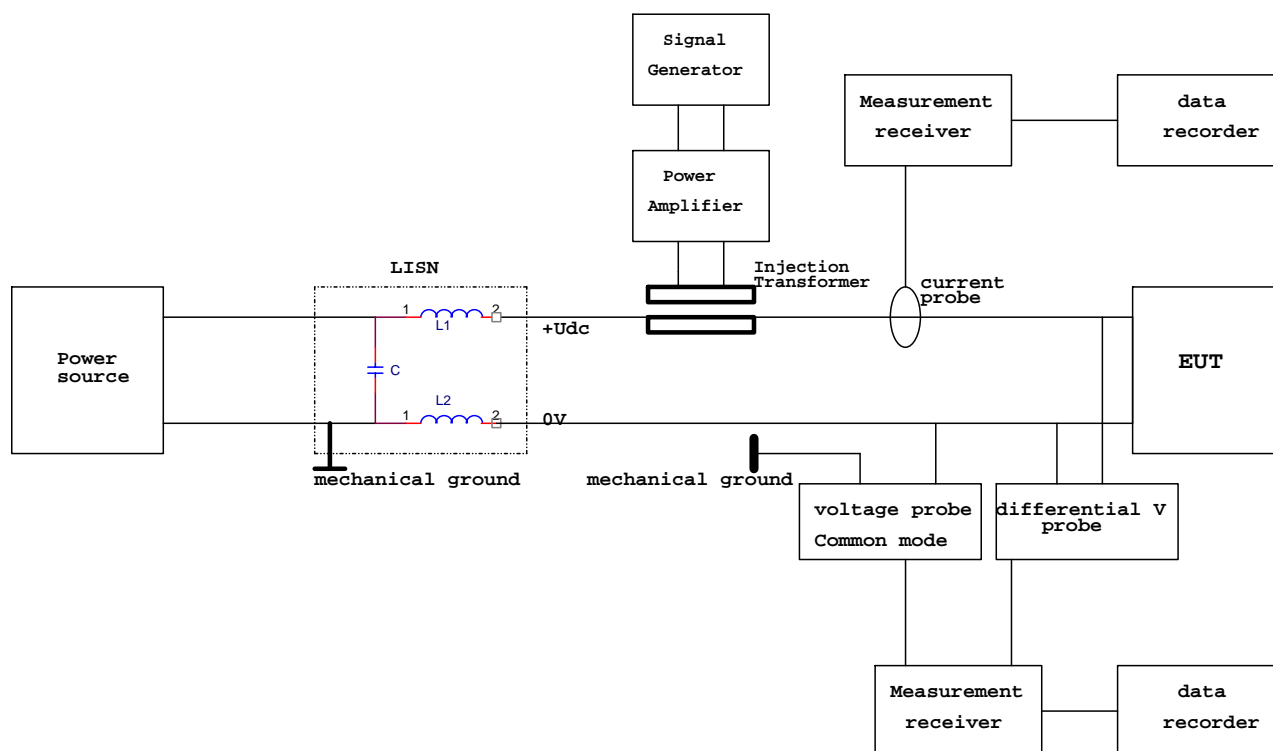 Signal
Generator
Measurement
receiver
data
recorder
Power
Amplifier
LISN
Injection
Transformer
current
probe
1
L1
2
+Udc
Power
source
C
EUT
1
L2
2
0V
mechanical ground
mechanical ground
voltage probe
Common mode
differential V
probe
Measurement
receiver
data
recorder